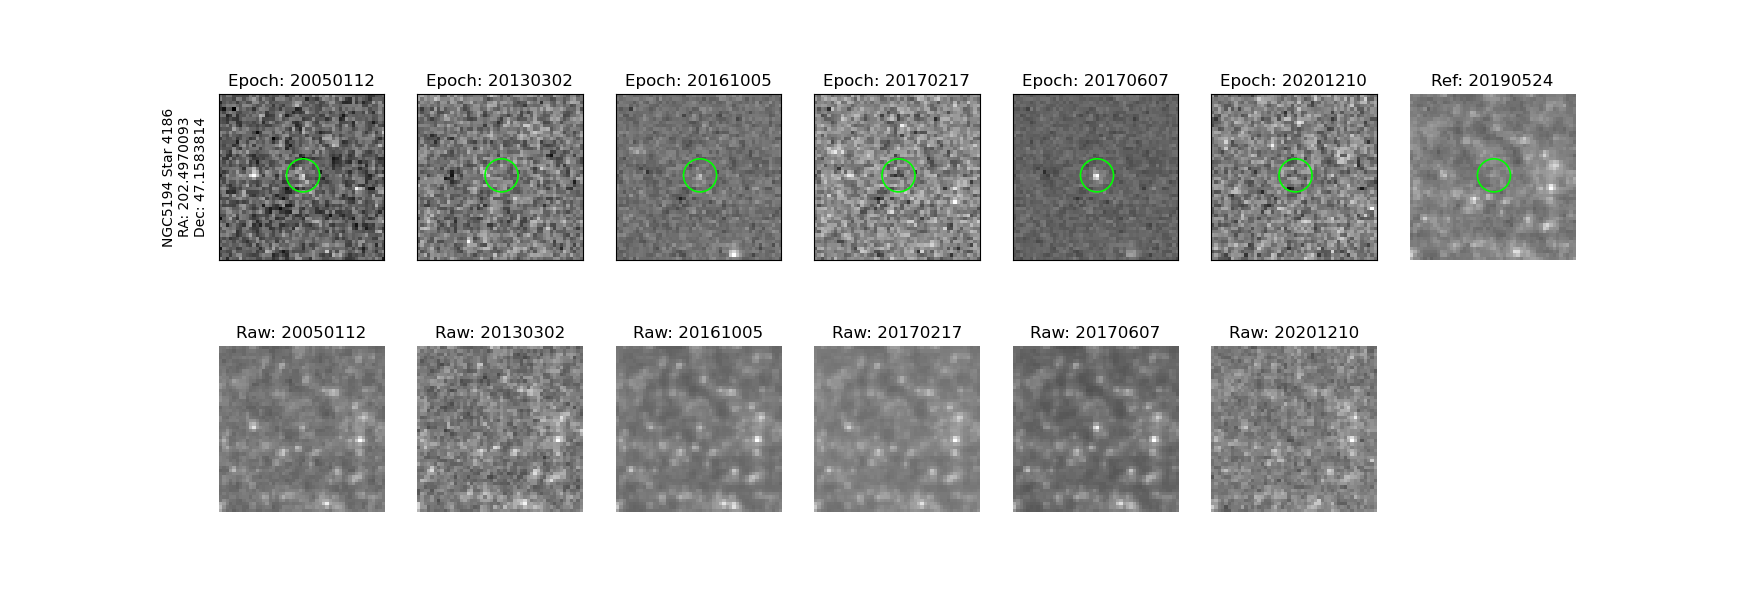 Epoch: 20050112
Epoch: 20130302
Epoch: 20161005
Epoch: 20170217
Epoch: 20170607
Epoch: 20201210
Ref: 20190524
NGC5194 Star 4186
RA: 202.4970093
Dec: 47.1583814
Raw: 20050112
Raw: 20130302
Raw: 20161005
Raw: 20170217
Raw: 20170607
Raw: 20201210